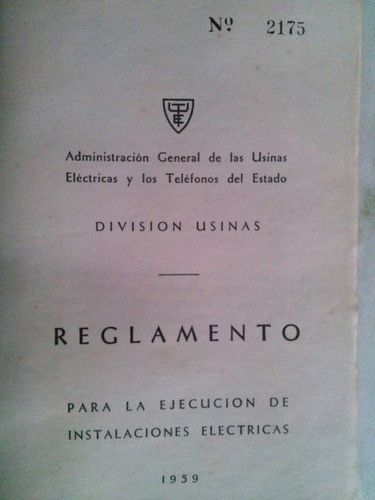 Nº 2175
UTE
Administración General de las Usinas
Eléctricas y los Teléfonos del Estado
DIVISION USINAS
REGLAMENTO
PARA LA EJECUCION DE
INSTALACIONES ELECTRICAS
1959